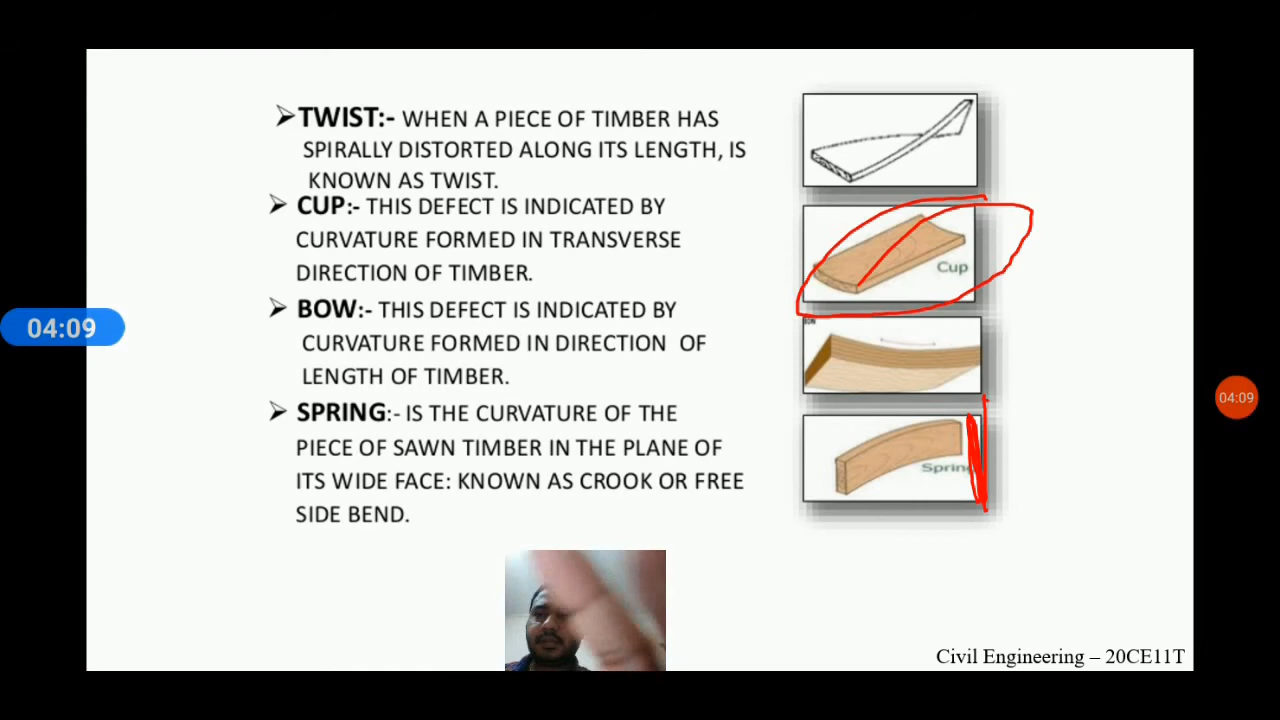 ➢TWIST:- WHEN A PIECE OF TIMBER HAS
SPIRALLY DISTORTED ALONG ITS LENGTH, IS
KNOWN AS TWIST.
➢ CUP:- THIS DEFECT IS INDICATED BY
CURVATURE FORMED IN TRANSVERSE
DIRECTION OF TIMBER.
➢ BOW:- THIS DEFECT IS INDICATED BY
CURVATURE FORMED IN DIRECTION OF
LENGTH OF TIMBER.
➢ SPRING:- IS THE CURVATURE OF THE
PIECE OF SAWN TIMBER IN THE PLANE OF
ITS WIDE FACE: KNOWN AS CROOK OR FREE
SIDE BEND.
Cup
BOW
Spring
04:09
04:09
Civil Engineering – 20CE11T